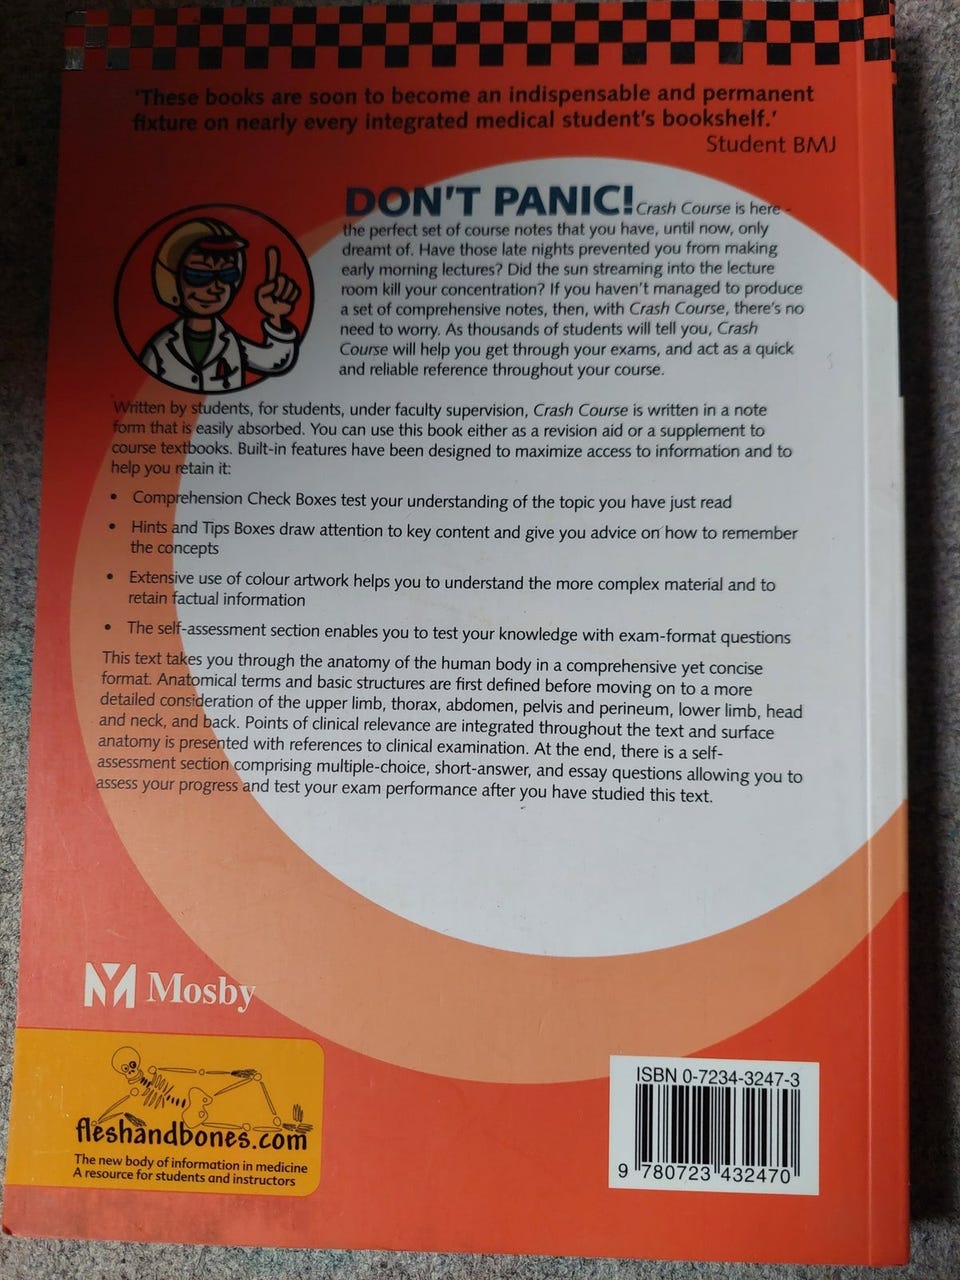 'These books are soon to become an indispensable and permanent
fixture on nearly every integrated medical student's bookshelf.'
Student BMJ
DON'T PANIC! Crash Course is here -
the perfect set of course notes that you have, until now, only
dreamt of. Have those late nights prevented you from making
early morning lectures? Did the sun streaming into the lecture
room kill your concentration? If you haven't managed to produce
a set of comprehensive notes, then, with Crash Course, there's no
need to worry. As thousands of students will tell you, Crash
Course will help you get through your exams, and act as a quick
and reliable reference throughout your course.
Written by students, for students, under faculty supervision, Crash Course is written in a note
form that is easily absorbed. You can use this book either as a revision aid or a supplement to
course textbooks. Built-in features have been designed to maximize access to information and to
help you retain it:
• Comprehension Check Boxes test your understanding of the topic you have just read
• Hints and Tips Boxes draw attention to key content and give you advice on how to remember
the concepts
• Extensive use of colour artwork helps you to understand the more complex material and to
retain factual information
• The self-assessment section enables you to test your knowledge with exam-format questions
This text takes you through the anatomy of the human body in a comprehensive yet concise
format. Anatomical terms and basic structures are first defined before moving on to a more
detailed consideration of the upper limb, thorax, abdomen, pelvis and perineum, lower limb, head
and neck, and back. Points of clinical relevance are integrated throughout the text and surface
anatomy is presented with references to clinical examination. At the end, there is a self-
assessment section comprising multiple-choice, short-answer, and essay questions allowing you to
assess your progress and test your exam performance after you have studied this text.
M Mosby
fleshandbones.com
The new body of information in medicine
A resource for students and instructors
ISBN 0-7234-3247-3
9 780723 432470